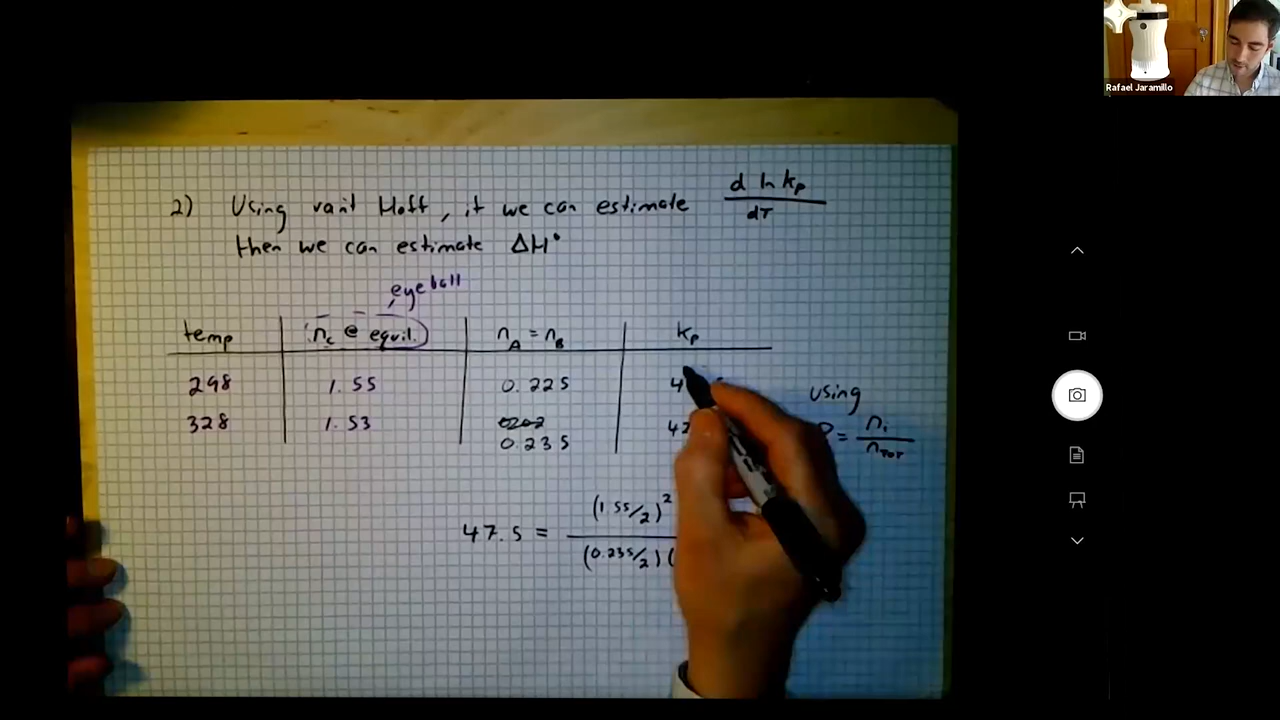 Rafael Jaramillo
2) Using van't Hoff, if we can estimate d ln Kp / dT
then we can estimate ΔH°
eyeball
temp | nc @ equil. | nA = nB | Kp
298 | 1.55 | 0.225
328 | 1.53
0.235
using
= ni / nTOT
47.5 = (1.55/2)²
(0.235/2) (